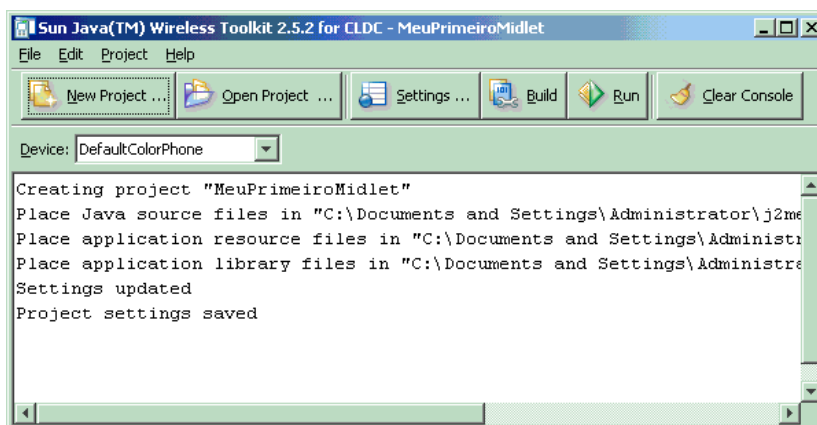 Sun Java(TM) Wireless Toolkit 2.5.2 for CLDC - MeuPrimeiroMidlet
File Edit Project Help
New Project ... Open Project ... Settings ... Build Run Clear Console
Device: DefaultColorPhone
Creating project "MeuPrimeiroMidlet"
Place Java source files in "C:\Documents and Settings\Administrator\j2me
Place application resource files in "C:\Documents and Settings\Administr
Place application library files in "C:\Documents and Settings\Administra
Settings updated
Project settings saved